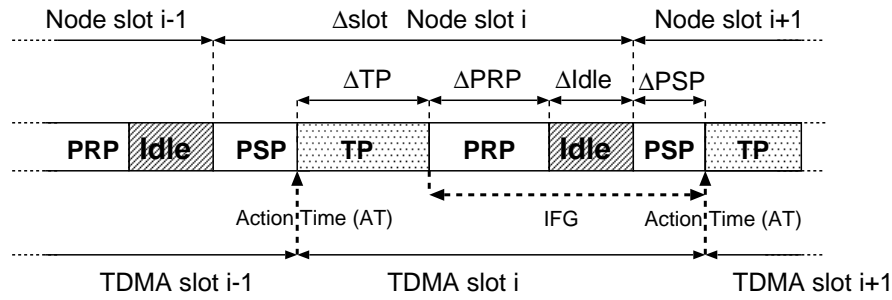 Node slot i-1 Δslot Node slot i Node slot i+1
ΔTP ΔPRP ΔIdle ΔPSP
PRP Idle PSP TP PRP Idle PSP TP
Action Time (AT) IFG Action Time (AT)
TDMA slot i-1 TDMA slot i TDMA slot i+1